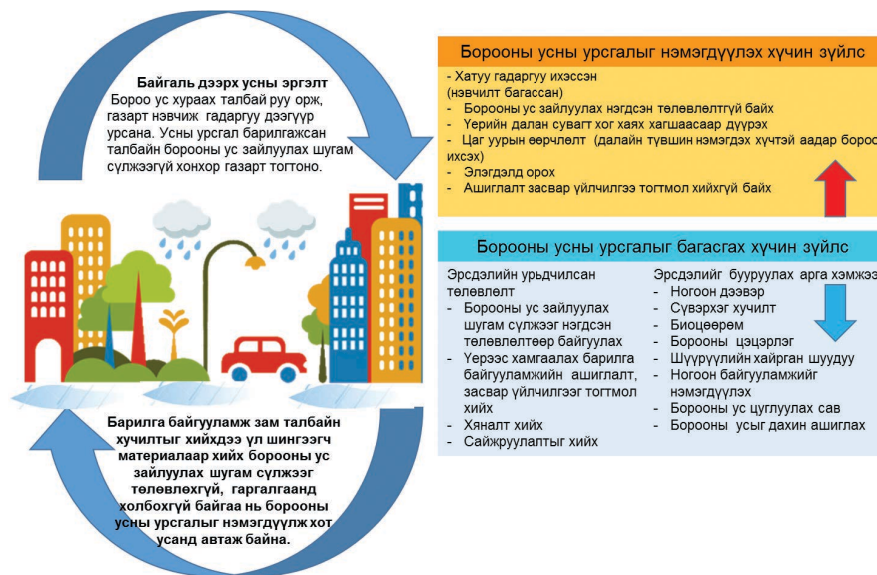 Байгаль дээрх усны эргэлт
Бороо ус хураах талбай руу орж,
газарт нэвчиж гадаргуу дээгүүр
урсана. Усны урсгал барилгажсан
талбайн борооны ус зайлуулах шугам
сүлжээгүй хонхор газарт тогтоно.
Барилга байгууламж зам талбайн
хучилтыг хийхдээ үл шингээгч
материалаар хийх борооны ус
зайлуулах шугам сүлжээг
төлөвлөхгүй, гаргалгаанд
холбохгүй байгаа нь борооны
усны урсгалыг нэмэгдүүлж хот
усанд автаж байна.
Борооны усны урсгалыг нэмэгдүүлэх хүчин зүйлс
- Хатуу гадаргуу ихэссэн
(нэвчилт багассан)
- Борооны ус зайлуулах нэгдсэн төлөвлөлтгүй байх
- Үерийн далан сувагт хог хаях хагшаасаар дүүрэх
- Цаг уурын өөрчлөлт (далайн түвшин нэмэгдэх хүчтэй аадар бороо
ихсэх)
- Элэгдэлд орох
- Ашиглалт засвар үйлчилгээ тогтмол хийхгүй байх
Борооны усны урсгалыг багасгах хүчин зүйлс
Эрсдэлийн урьдчилсан
төлөвлөлт
- Борооны ус зайлуулах
шугам сүлжээг нэгдсэн
төлөвлөлтөөр байгуулах
- Үерээс хамгаалах барилга
байгууламжийн ашиглалт,
засвар үйлчилгээг тогтмол
хийх
- Хяналт хийх
- Сайжруулалтыг хийх
Эрсдэлийг бууруулах арга хэмжээ
- Ногоон дээвэр
- Сүвэрхэг хучилт
- Биоцөөрөм
- Борооны цэцэрлэг
- Шүүрүүлийн хайрган шуудуу
- Ногоон байгууламжийг
нэмэгдүүлэх
- Борооны ус цуглуулах сав
- Борооны усыг дахин ашиглах